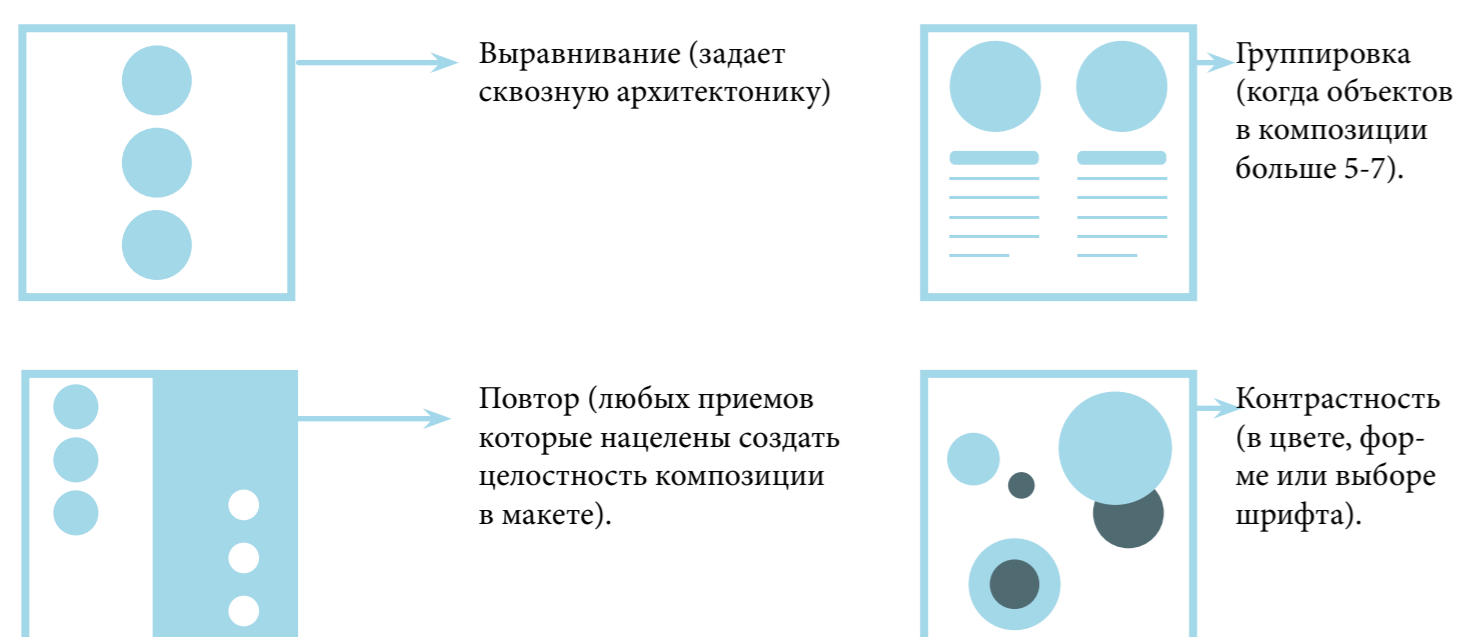 Выравнивание (задает
сквозную архитектонику)
Группировка
(когда объектов
в композиции
больше 5-7).
Повтор (любых приемов
которые нацелены создать
целостность композиции
в макете).
Контрастность
(в цвете, фор-
ме или выборе
шрифта).